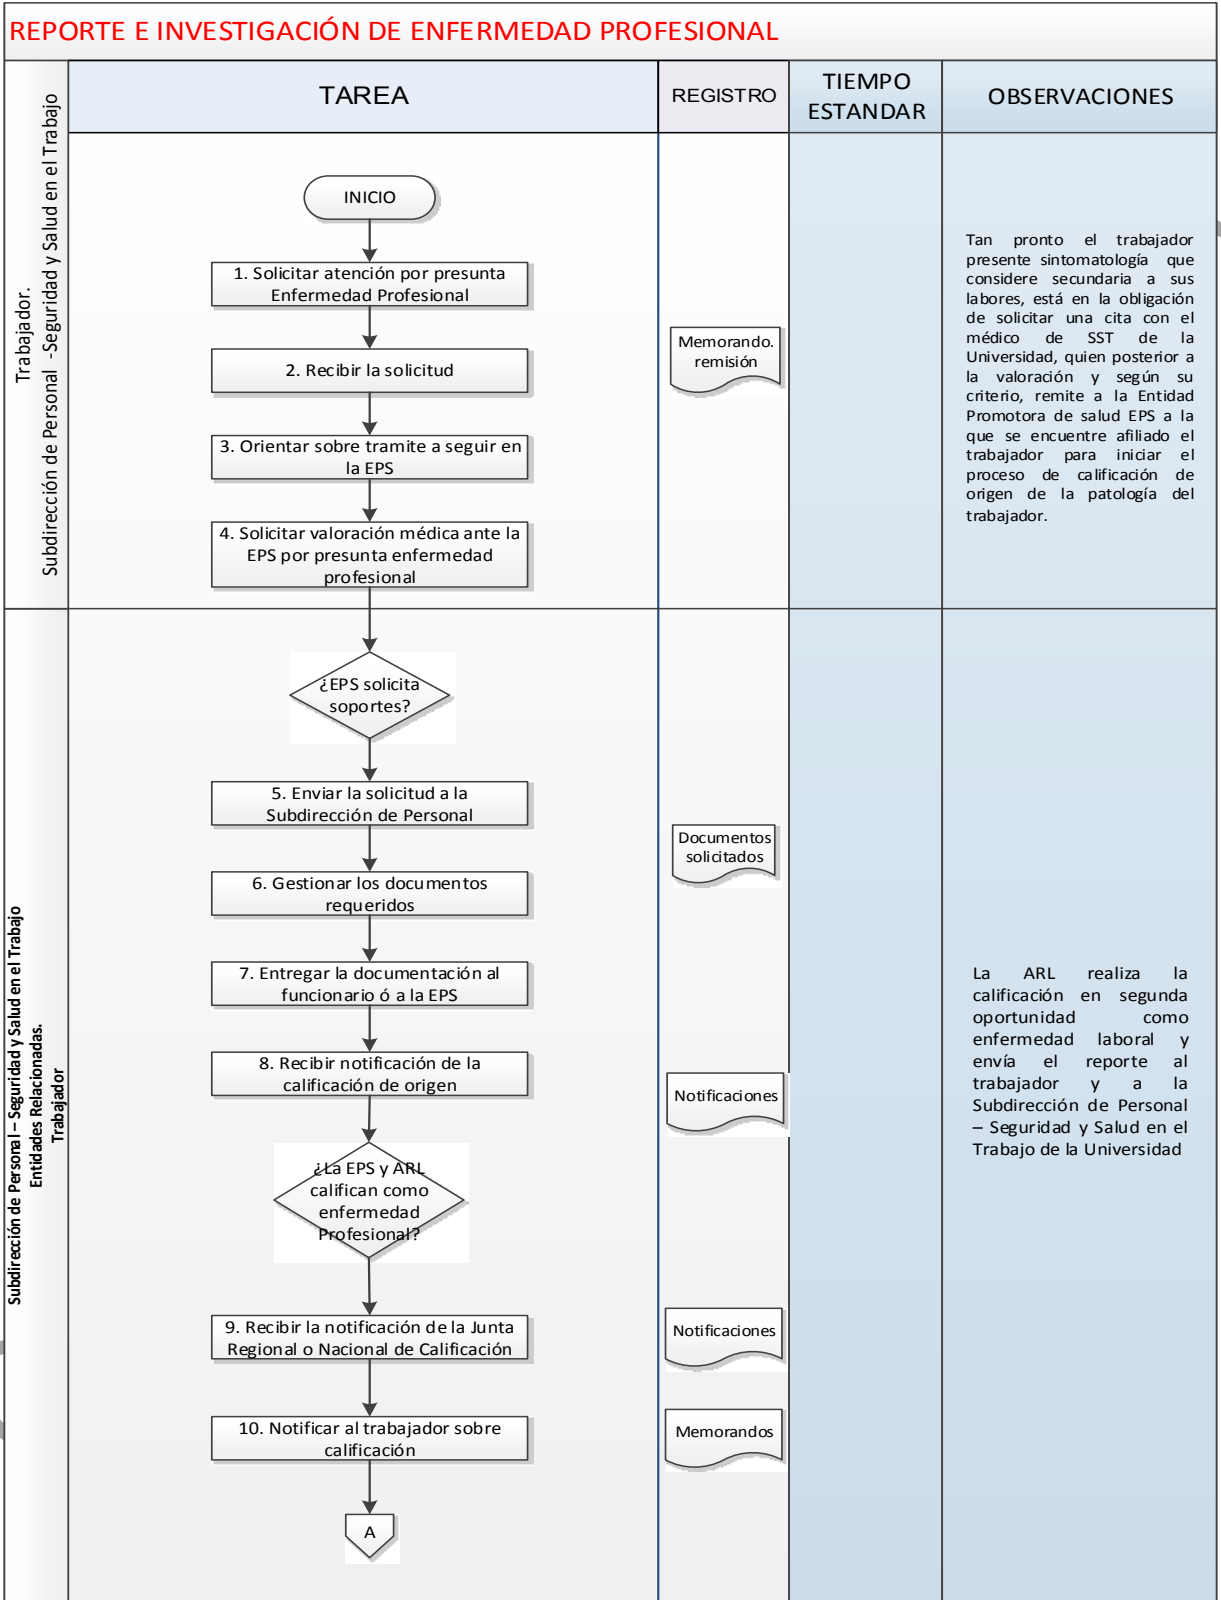 REPORTE E INVESTIGACIÓN DE ENFERMEDAD PROFESIONAL
TAREA
REGISTRO
TIEMPO
ESTANDAR
OBSERVACIONES
Trabajador.
Subdirección de Personal -Seguridad y Salud en el Trabajo
INICIO
1. Solicitar atención por presunta
Enfermedad Profesional
2. Recibir la solicitud
3. Orientar sobre tramite a seguir en
la EPS
4. Solicitar valoración médica ante la
EPS por presunta enfermedad
profesional
Memorando.
remisión
Tan pronto el trabajador
presente sintomatología que
considere secundaria a sus
labores, está en la obligación
de solicitar una cita con el
médico de SST de la
Universidad, quien posterior a
la valoración y según su
criterio, remite a la Entidad
Promotora de salud EPS a la
que se encuentre afiliado el
trabajador para iniciar el
proceso de calificación de
origen de la patología del
trabajador.
Subdirección de Personal – Seguridad y Salud en el Trabajo
Entidades Relacionadas.
Trabajador
¿EPS solicita
soportes?
5. Enviar la solicitud a la
Subdirección de Personal
6. Gestionar los documentos
requeridos
Documentos
solicitados
7. Entregar la documentación al
funcionario ó a la EPS
8. Recibir notificación de la
calificación de origen
Notificaciones
¿La EPS y ARL
califican como
enfermedad
Profesional?
9. Recibir la notificación de la Junta
Regional o Nacional de Calificación
Notificaciones
10. Notificar al trabajador sobre
calificación
Memorandos
A
La ARL realiza la
calificación en segunda
oportunidad como
enfermedad laboral y
envía el reporte al
trabajador y a la
Subdirección de Personal
– Seguridad y Salud en el
Trabajo de la Universidad